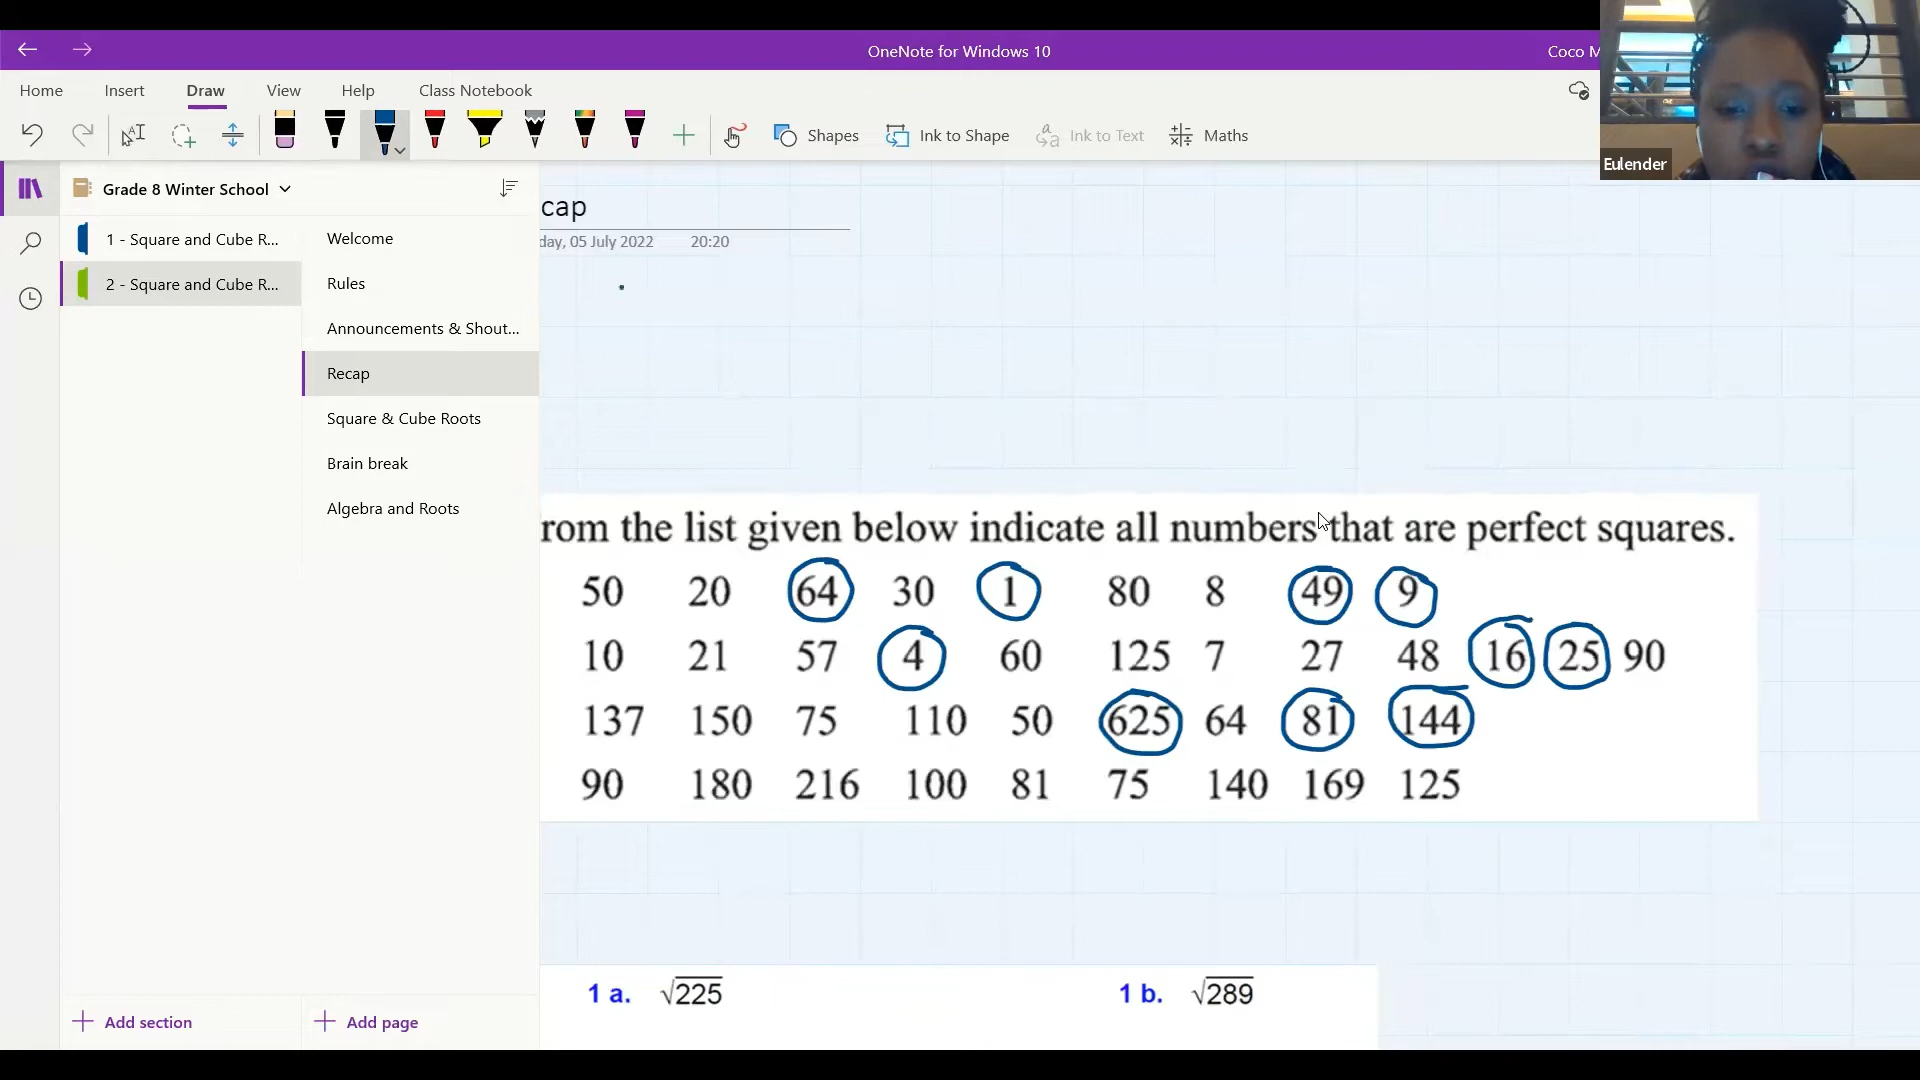 OneNote for Windows 10
Coco M
Home Insert Draw View Help Class Notebook
Shapes Ink to Shape Ink to Text Maths
Eulender
Grade 8 Winter School
1 - Square and Cube R...
2 - Square and Cube R...
Welcome
Rules
Announcements & Shout...
Recap
Square & Cube Roots
Brain break
Algebra and Roots
Add section
Add page
cap
day, 05 July 2022 20:20
rom the list given below indicate all numbers that are perfect squares.
50 20 64 30 1 80 8 49 9
10 21 57 4 60 125 7 27 48 16 25 90
137 150 75 110 50 625 64 81 144
90 180 216 100 81 75 140 169 125
1 a. √225 1 b. √289